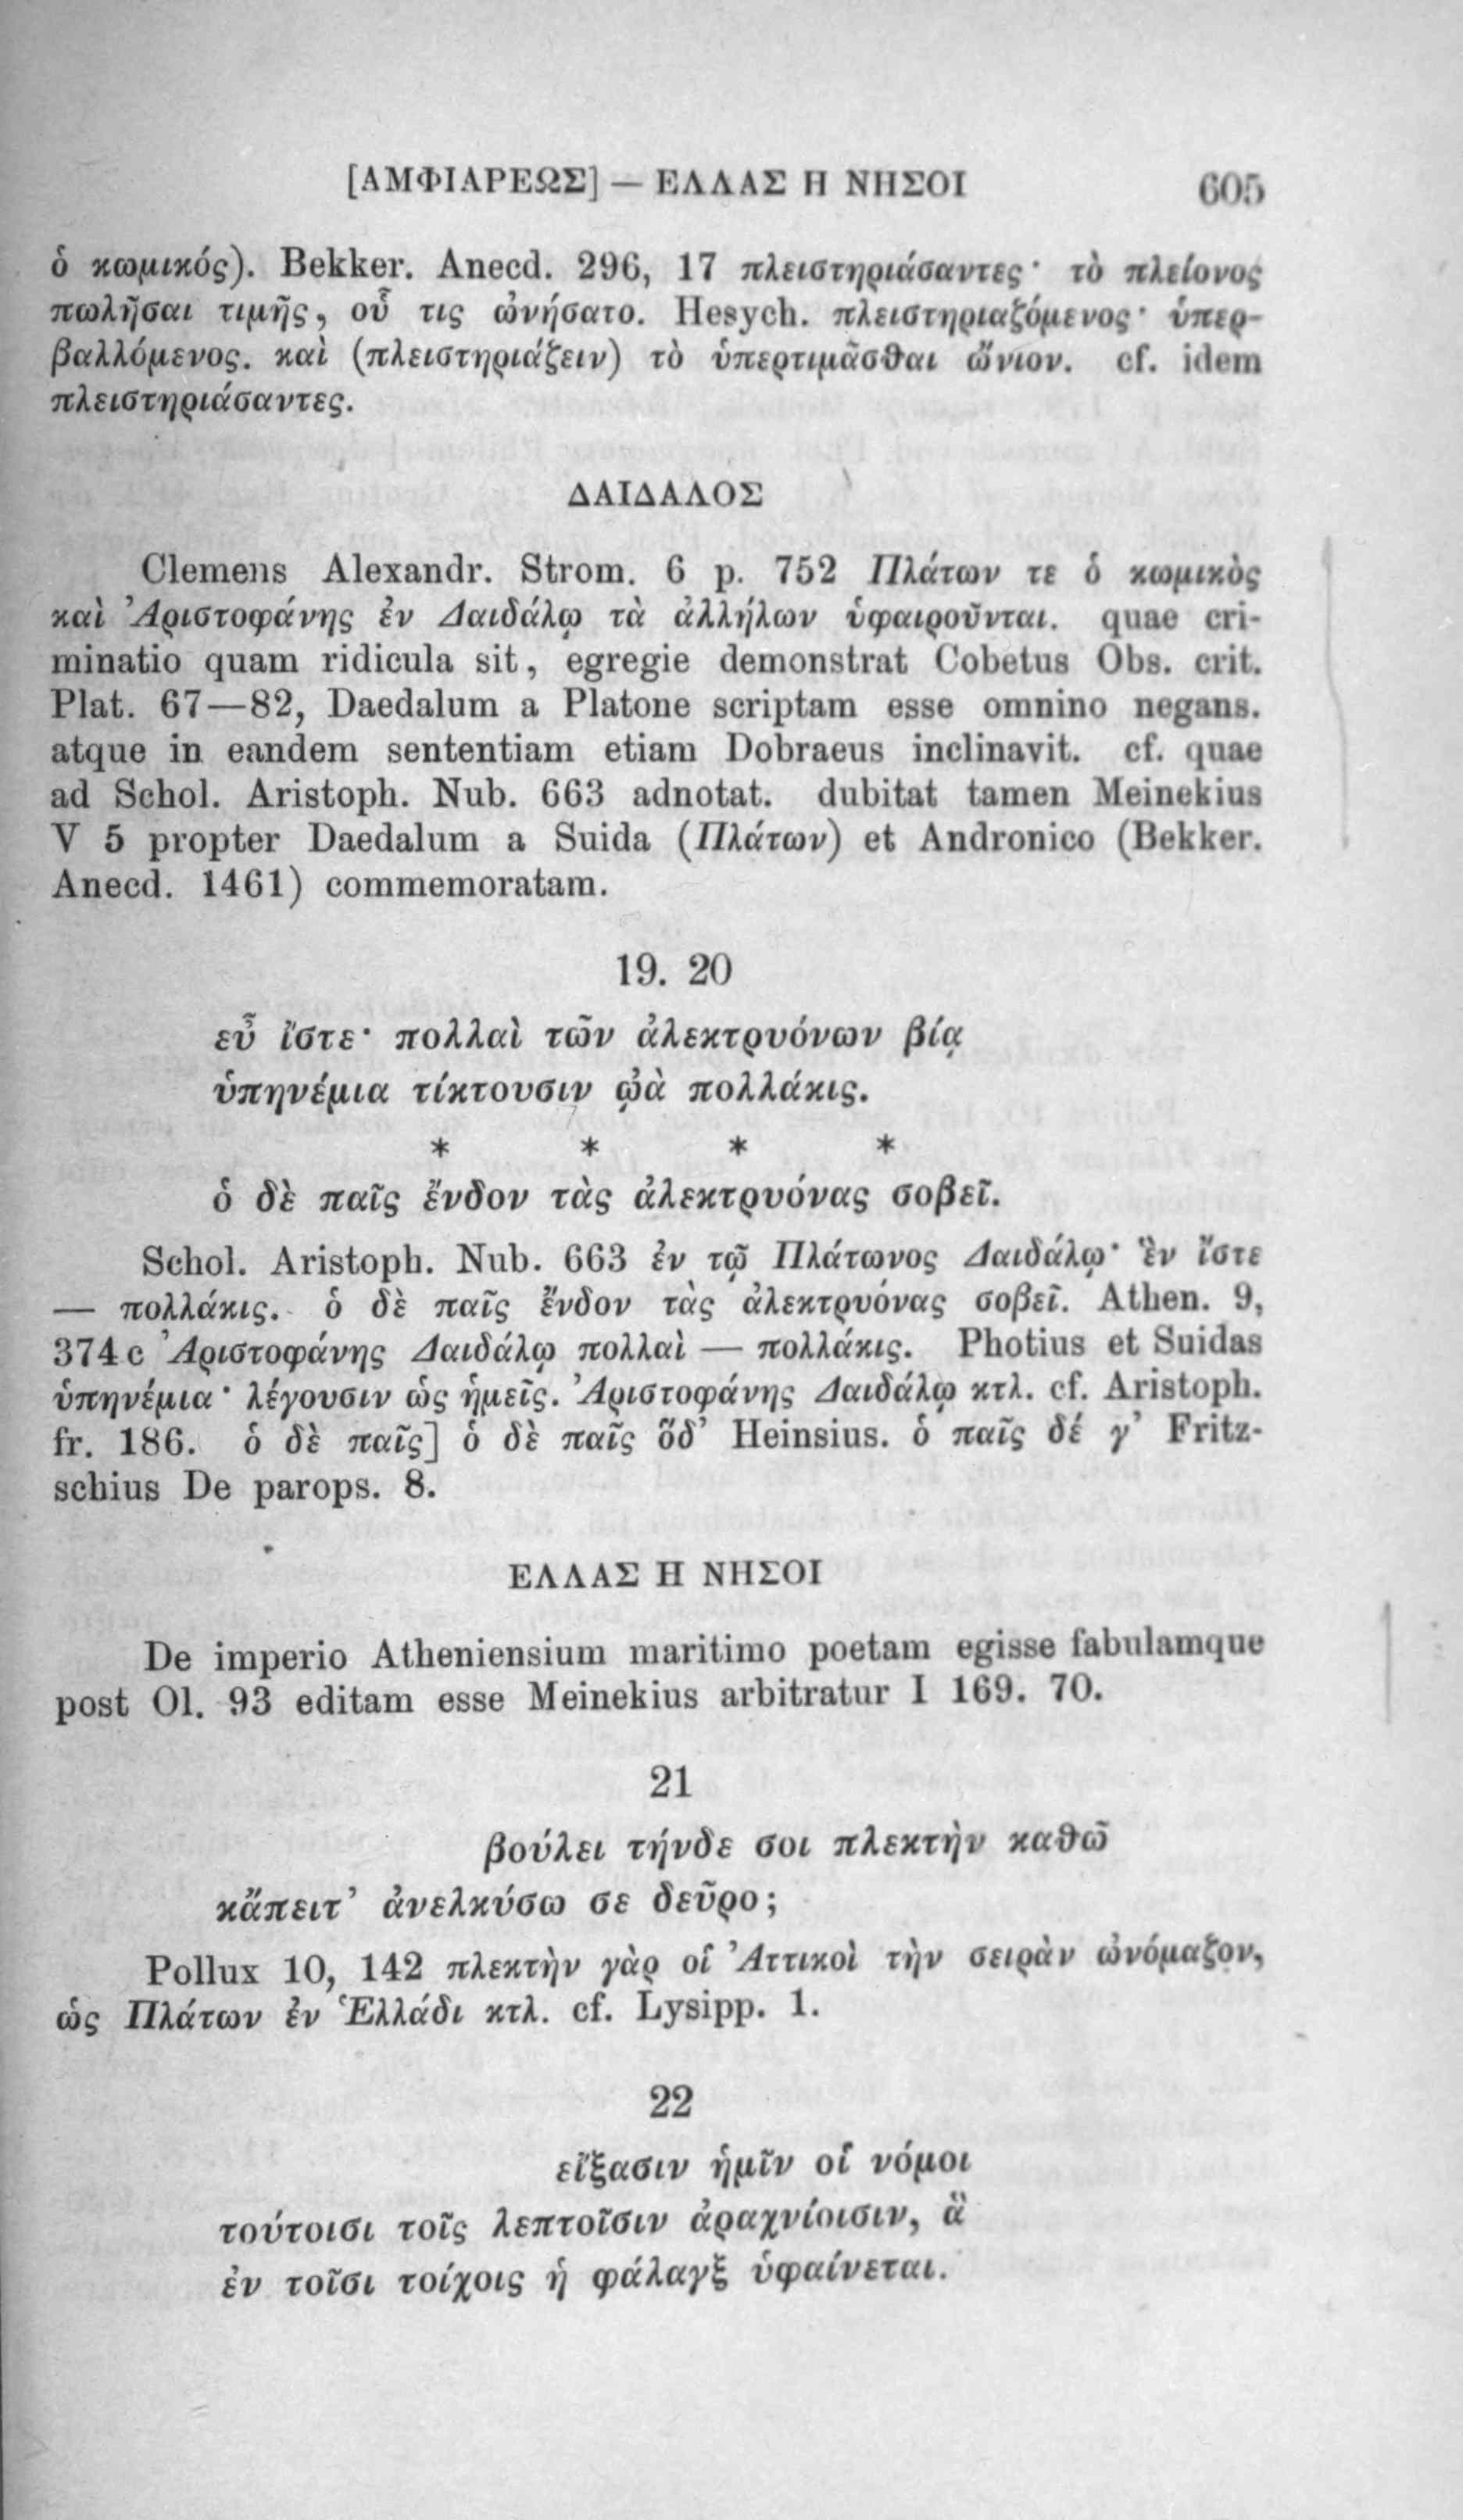 [ΑΜΦΙΑΡΕΩΣ] — ΕΛΛΑΣ Η ΝΗΣΟΙ 605
ὁ κωμικός). Bekker. Anecd. 296, 17 πλειστηριάσαντες· τὸ πλείονος
πωλῆσαι τιμῆς, οὗ τις ὠνήσατο. Hesych. πλειστηριαζόμενος· ὑπερ-
βαλλόμενος. καὶ (πλειστηριάζειν) τὸ ὑπερτιμᾶσθαι ὤνιον. cf. idem
πλειστηριάσαντες.
ΔΑΙΔΑΛΟΣ
Clemens Alexandr. Strom. 6 p. 752 Πλάτων τε ὁ κωμικὸς
καὶ Ἀριστοφάνης ἐν Δαιδάλῳ τὰ ἀλλήλων ὑφαιροῦνται. quae cri-
minatio quam ridicula sit, egregie demonstrat Cobetus Obs. crit.
Plat. 67—82, Daedalum a Platone scriptam esse omnino negans.
atque in eandem sententiam etiam Dobraeus inclinavit. cf. quae
ad Schol. Aristoph. Nub. 663 adnotat. dubitat tamen Meinekius
V 5 propter Daedalum a Suida (Πλάτων) et Andronico (Bekker.
Anecd. 1461) commemoratam.
19. 20
εὖ ἴστε· πολλαὶ τῶν ἀλεκτρυόνων βίᾳ
ὑπηνέμια τίκτουσιν ᾠὰ πολλάκις.
* * * *
ὁ δὲ παῖς ἔνδον τὰς ἀλεκτρυόνας σοβεῖ.
Schol. Aristoph. Nub. 663 ἐν τῷ Πλάτωνος Δαιδάλῳ· ἓν ἴστε
— πολλάκις. ὁ δὲ παῖς ἔνδον τὰς ἀλεκτρυόνας σοβεῖ. Athen. 9,
374c Ἀριστοφάνης Δαιδάλῳ πολλαὶ — πολλάκις. Photius et Suidas
ὑπηνέμια· λέγουσιν ὡς ἡμεῖς. Ἀριστοφάνης Δαιδάλῳ κτλ. cf. Aristoph.
fr. 186. ὁ δὲ παῖς] ὁ δὲ παῖς ὅδ’ Heinsius. ὁ παῖς δέ γ’ Fritz-
schius De parops. 8.
ΕΛΛΑΣ Η ΝΗΣΟΙ
De imperio Atheniensium maritimo poetam egisse fabulamque
post Ol. 93 editam esse Meinekius arbitratur I 169. 70.
21
βούλει τήνδε σοι πλεκτὴν καθῶ
κἄπειτ’ ἀνελκύσω σε δεῦρο;
Pollux 10, 142 πλεκτὴν γὰρ οἱ Ἀττικοὶ τὴν σειρὰν ὠνόμαζον,
ὡς Πλάτων ἐν Ἑλλάδι κτλ. cf. Lysipp. 1.
22
εἴξασιν ἡμῖν οἱ νόμοι
τούτοισι τοῖς λεπτοῖσιν ἀραχνίοισιν, ἃ
ἐν τοῖσι τοίχοις ἡ φάλαγξ ὑφαίνεται.